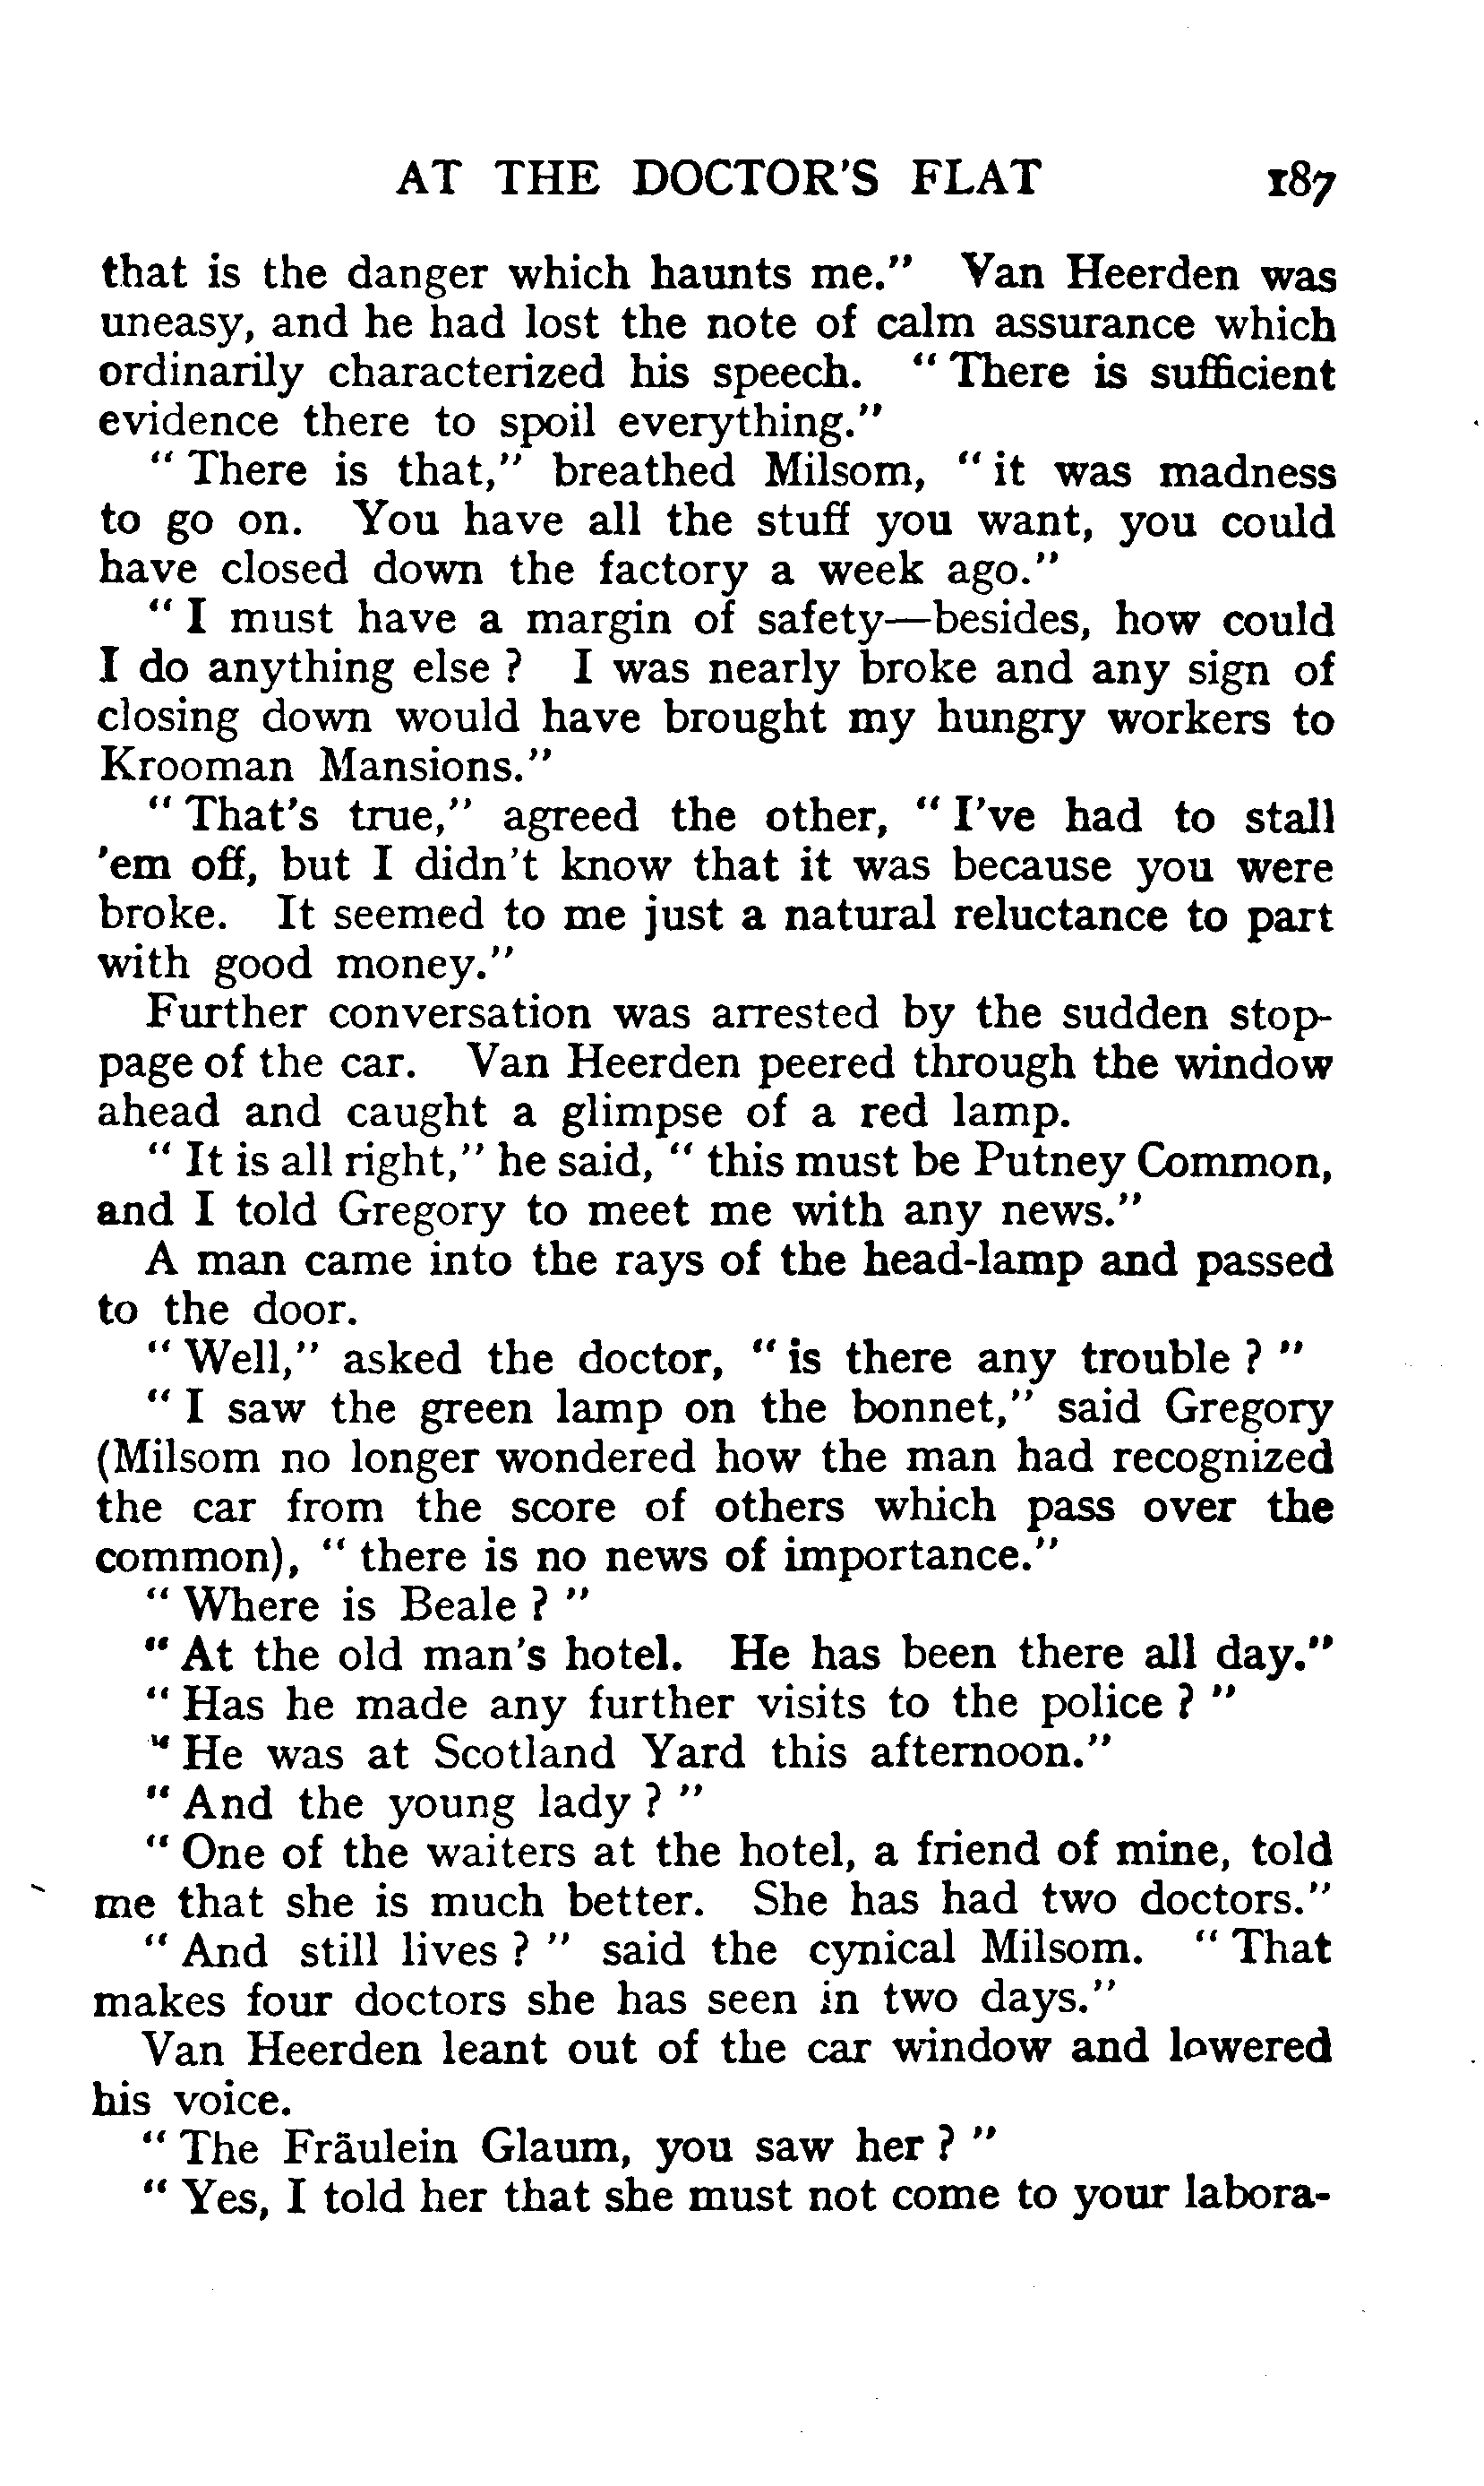 AT THE DOCTOR'S FLAT 187
that is the danger which haunts me." Van Heerden was
uneasy, and he had lost the note of calm assurance which
ordinarily characterized his speech. " There is sufficient
evidence there to spoil everything."
" There is that," breathed Milsom, " it was madness
to go on. You have all the stuff you want, you could
have closed down the factory a week ago."
" I must have a margin of safety—besides, how could
I do anything else ? I was nearly broke and any sign of
closing down would have brought my hungry workers to
Krooman Mansions."
" That's true," agreed the other, " I've had to stall
'em off, but I didn't know that it was because you were
broke. It seemed to me just a natural reluctance to part
with good money."
Further conversation was arrested by the sudden stop-
page of the car. Van Heerden peered through the window
ahead and caught a glimpse of a red lamp.
" It is all right," he said, " this must be Putney Common,
and I told Gregory to meet me with any news."
A man came into the rays of the head-lamp and passed
to the door.
" Well," asked the doctor, " is there any trouble ? "
" I saw the green lamp on the bonnet," said Gregory
(Milsom no longer wondered how the man had recognized
the car from the score of others which pass over the
common), " there is no news of importance."
" Where is Beale ? "
" At the old man's hotel. He has been there all day."
" Has he made any further visits to the police ? "
" He was at Scotland Yard this afternoon."
" And the young lady ? "
" One of the waiters at the hotel, a friend of mine, told
me that she is much better. She has had two doctors."
" And still lives ? " said the cynical Milsom. " That
makes four doctors she has seen in two days."
Van Heerden leant out of the car window and lowered
his voice.
" The Fräulein Glaum, you saw her ? "
" Yes, I told her that she must not come to your labora-